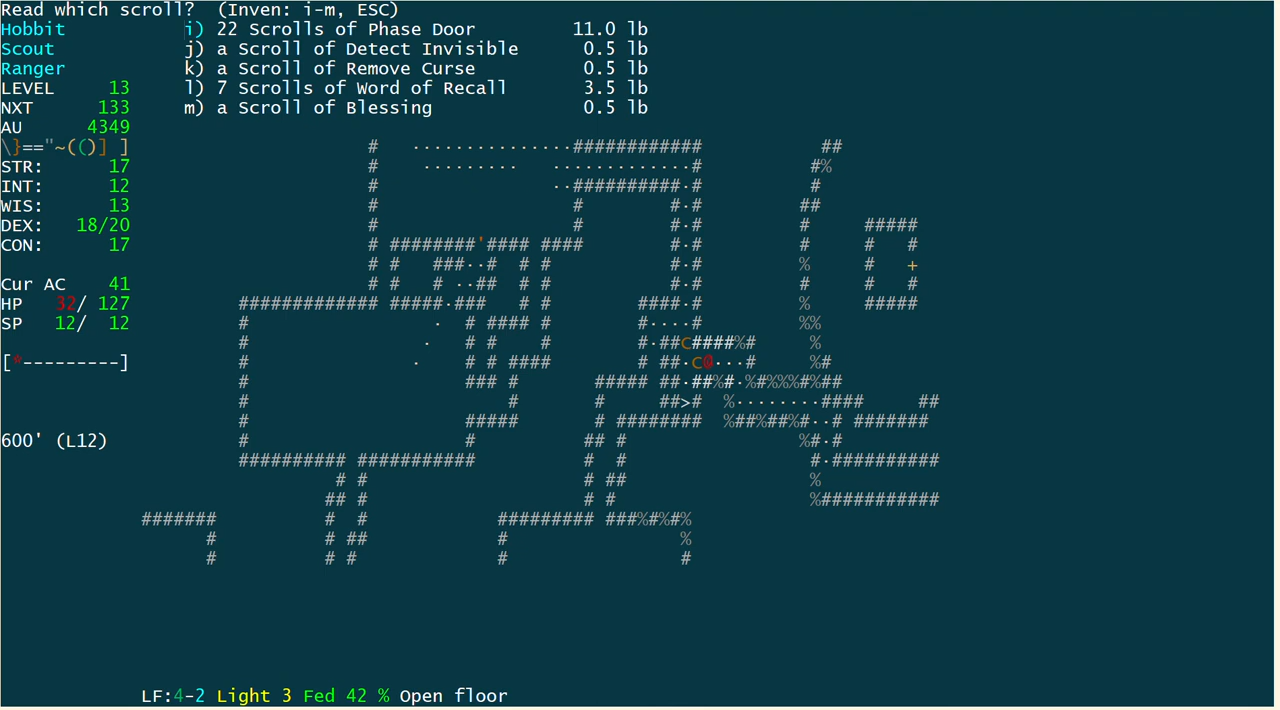 Read which scroll?  (Inven: i-m, ESC)
Hobbit          i) 22 Scrolls of Phase Door         11.0 lb
Scout           j) a Scroll of Detect Invisible      0.5 lb
Ranger          k) a Scroll of Remove Curse          0.5 lb
LEVEL     13    l) 7 Scrolls of Word of Recall       3.5 lb
NXT      133    m) a Scroll of Blessing              0.5 lb
AU      4349
\}=="~(()] ]
STR:      17
INT:      12
WIS:      13
DEX:   18/20
CON:      17
Cur AC    41
HP   32/ 127
SP   12/  12
[*---------]
600' (L12)
LF:4-2 Light 3 Fed 42 % Open floor